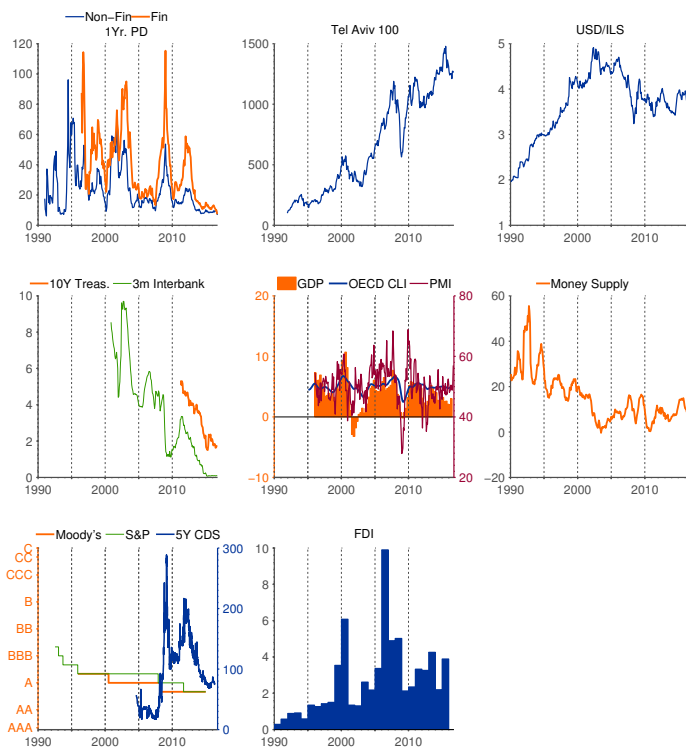 Non-Fin Fin
1Yr. PD
120
100
80
60
40
20
0
1990 2000 2010
Tel Aviv 100
1500
1000
500
0
1990 2000 2010
USD/ILS
5
4
3
2
1
1990 2000 2010
10Y Treas. 3m Interbank
10
8
6
4
2
0
1990 2000 2010
GDP OECD CLI PMI
20 80
10 60
0 40
−10 20
1990 2000 2010
Money Supply
60
40
20
0
−20
1990 2000 2010
Moody's S&P 5Y CDS
C
CC
CCC
B
BB
BBB
A
AA
AAA
300
200
100
0
1990 2000 2010
FDI
10
8
6
4
2
0
1990 2000 2010